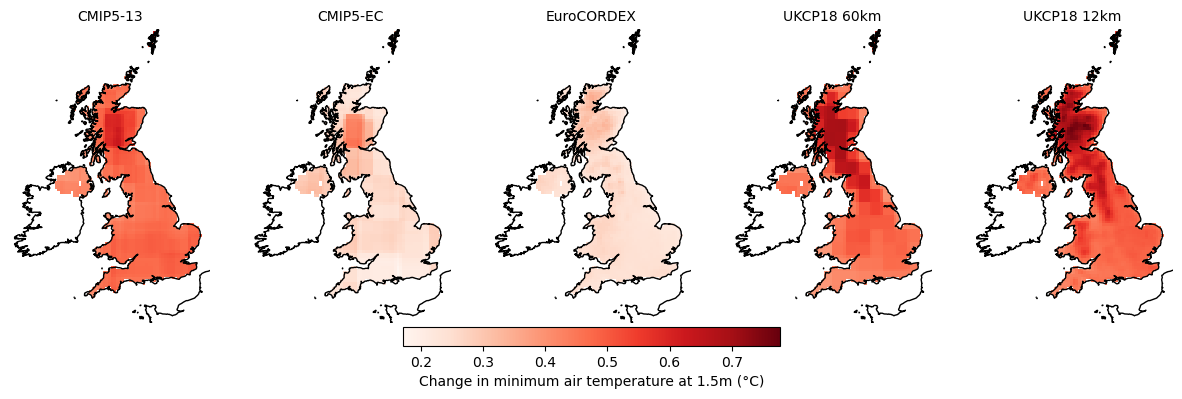 CMIP5-13
CMIP5-EC
EuroCORDEX
UKCP18 60km
UKCP18 12km
0.2 0.3 0.4 0.5 0.6 0.7
Change in minimum air temperature at 1.5m (°C)